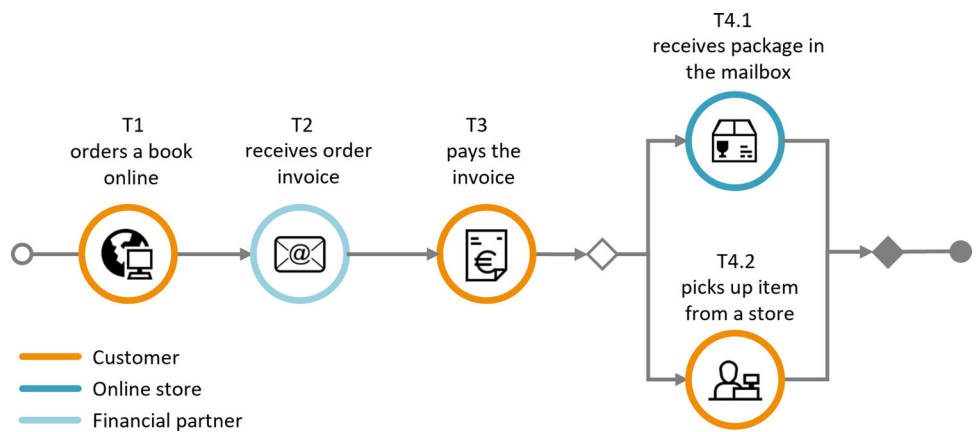 T1
orders a book
online
T2
receives order
invoice
@
T3
pays the
invoice
€
T4.1
receives package in
the mailbox
T4.2
picks up item
from a store
Customer
Online store
Financial partner